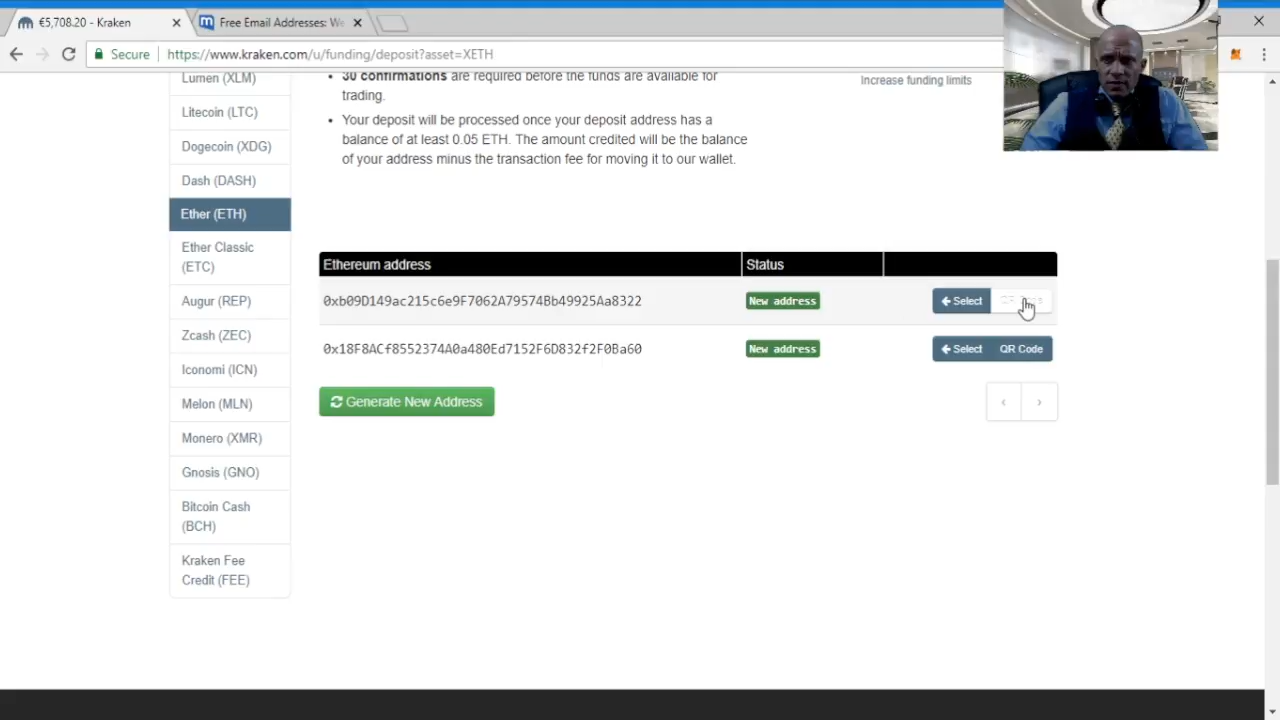 €5,708.20 - Kraken
Free Email Addresses: We
Secure
https://www.kraken.com/u/funding/deposit?asset=XETH
Lumen (XLM)
Litecoin (LTC)
Dogecoin (XDG)
Dash (DASH)
Ether (ETH)
Ether Classic
(ETC)
Augur (REP)
Zcash (ZEC)
Iconomi (ICN)
Melon (MLN)
Monero (XMR)
Gnosis (GNO)
Bitcoin Cash
(BCH)
Kraken Fee
Credit (FEE)
30 confirmations are required before the funds are available for
trading.
Your deposit will be processed once your deposit address has a
balance of at least 0.05 ETH. The amount credited will be the balance
of your address minus the transaction fee for moving it to our wallet.
Increase funding limits
Ethereum address Status
0xb09D149ac215c6e9F7062A79574Bb49925Aa8322 New address Select
0x18F8ACf8552374A0a480Ed7152F6D832f2F0Ba60 New address Select QR Code
Generate New Address